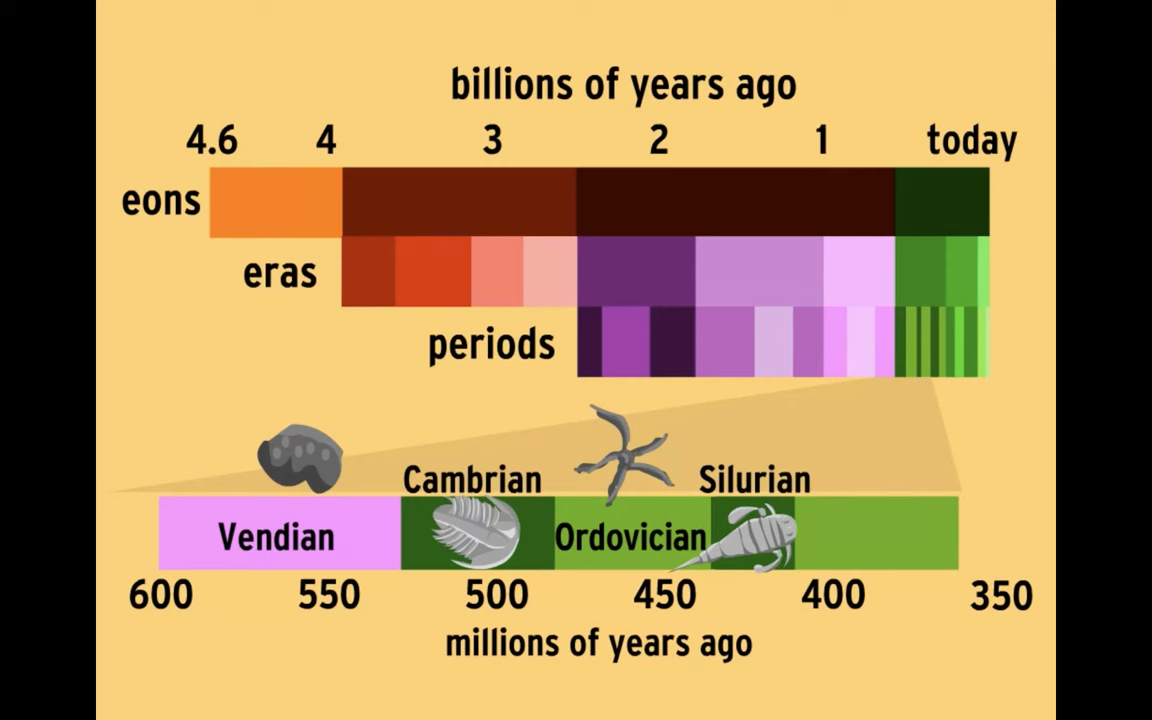 billions of years ago
4.6 4 3 2 1 today
eons
eras
periods
Cambrian Silurian
Vendian Ordovician
600 550 500 450 400 350
millions of years ago